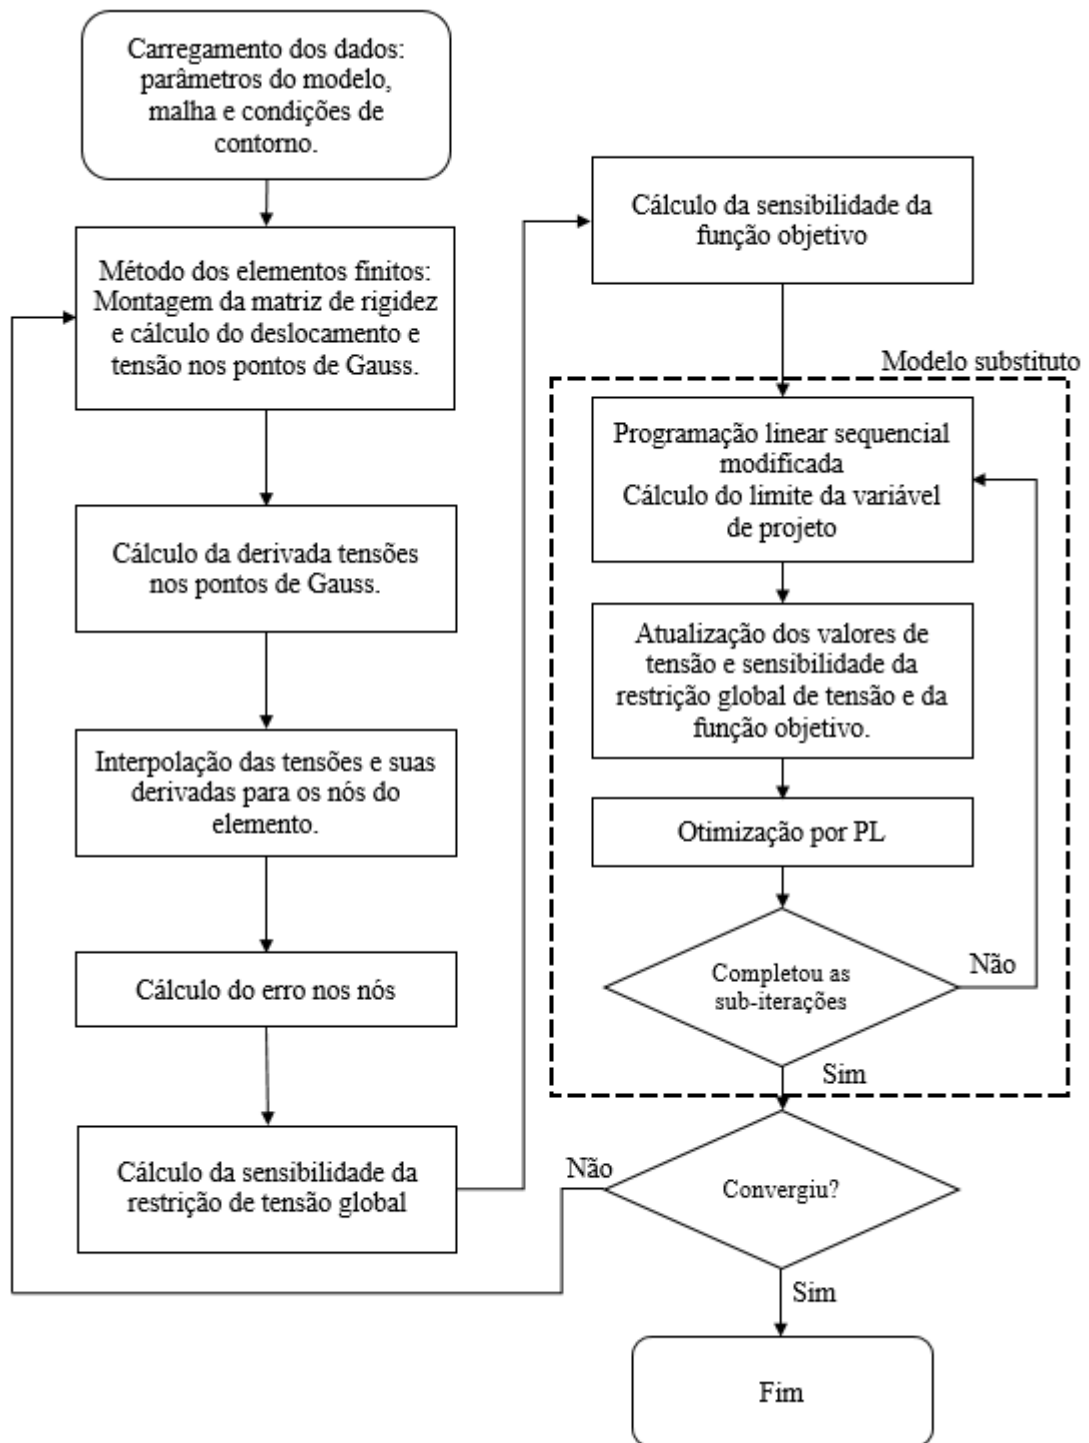 Carregamento dos dados:
parâmetros do modelo,
malha e condições de
contorno.
Método dos elementos finitos:
Montagem da matriz de rigidez
e cálculo do deslocamento e
tensão nos pontos de Gauss.
Cálculo da derivada tensões
nos pontos de Gauss.
Interpolação das tensões e suas
derivadas para os nós do
elemento.
Cálculo do erro nos nós
Cálculo da sensibilidade da
restrição de tensão global
Cálculo da sensibilidade da
função objetivo
Modelo substituto
Programação linear sequencial
modificada
Cálculo do limite da variável
de projeto
Atualização dos valores de
tensão e sensibilidade da
restrição global de tensão e da
função objetivo.
Otimização por PL
Completou as
sub-iterações
Não
Sim
Convergiu?
Não
Sim
Fim